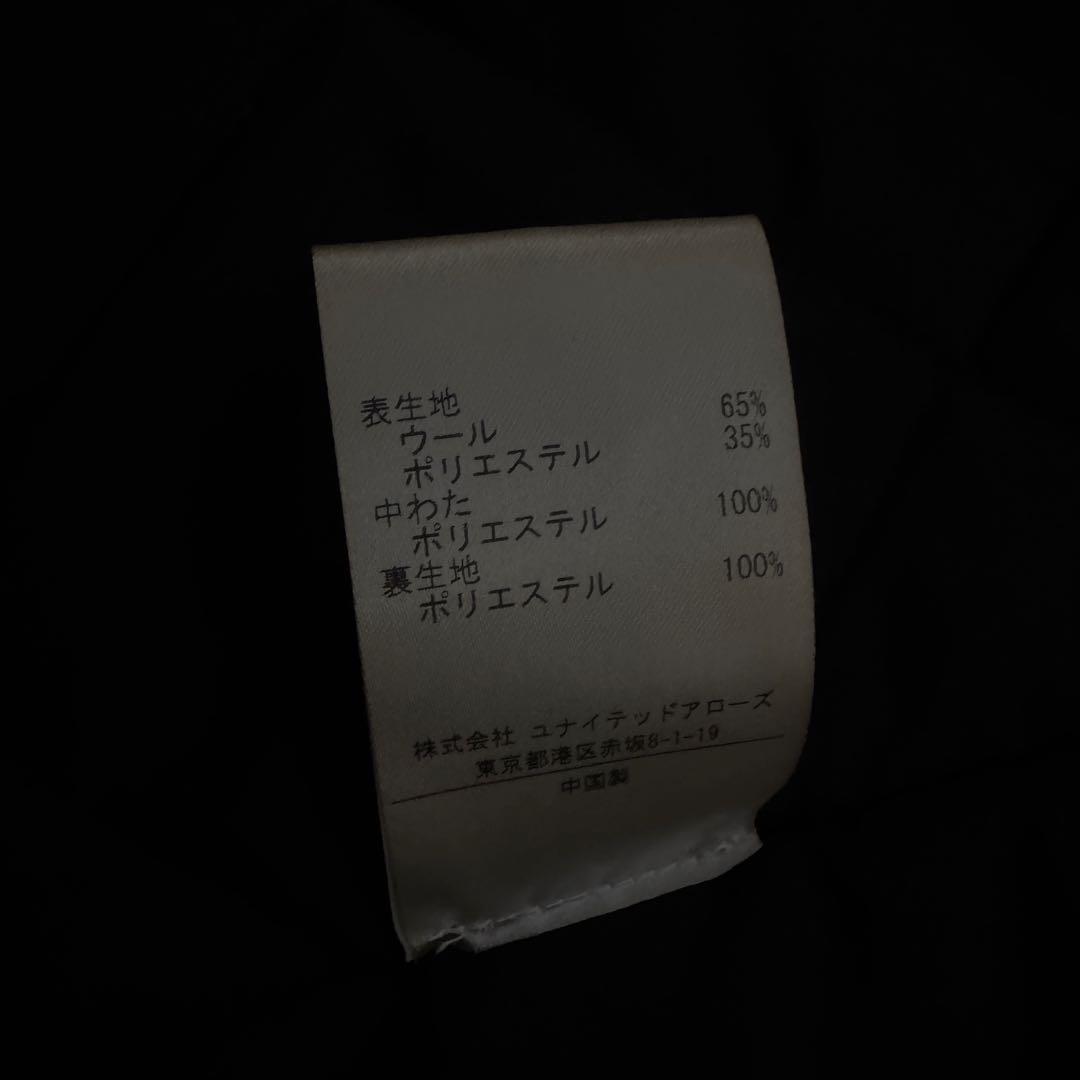 表生地
ウール 65%
ポリエステル 35%
中わた
ポリエステル 100%
裏生地
ポリエステル 100%
株式会社 ユナイテッドアローズ
東京都港区赤坂8-1-19
中国製